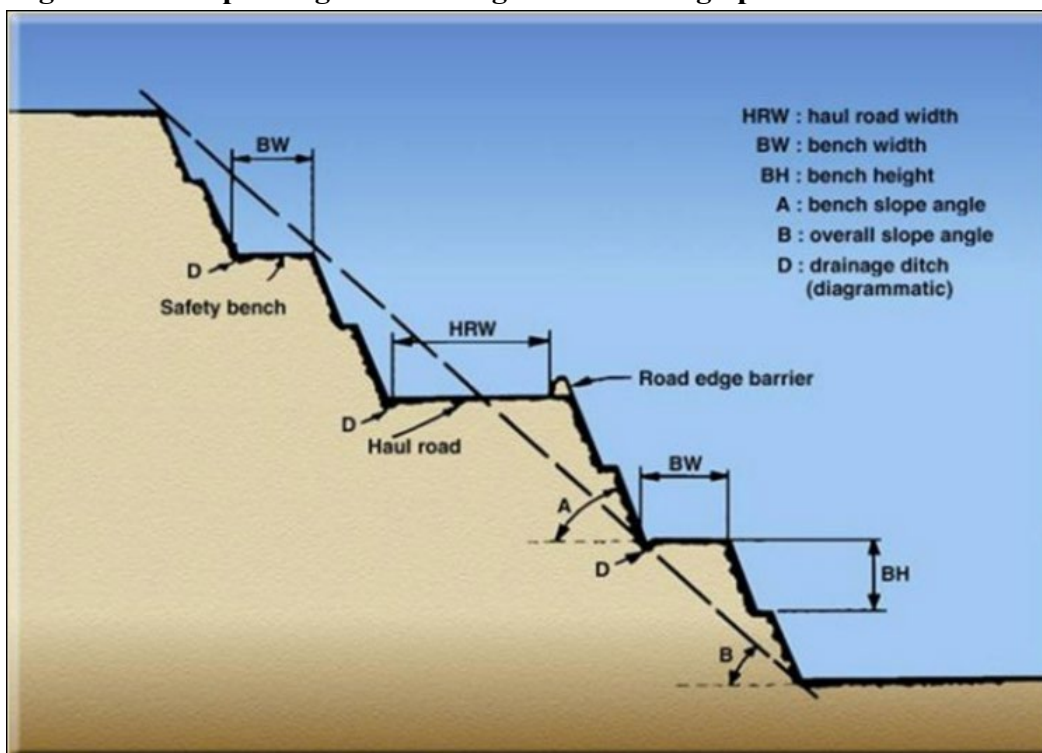 HRW : haul road width
BW : bench width
BH : bench height
A : bench slope angle
B : overall slope angle
D : drainage ditch
(diagrammatic)
BW
D
Safety bench
HRW
Road edge barrier
D
Haul road
BW
A
D
BH
B